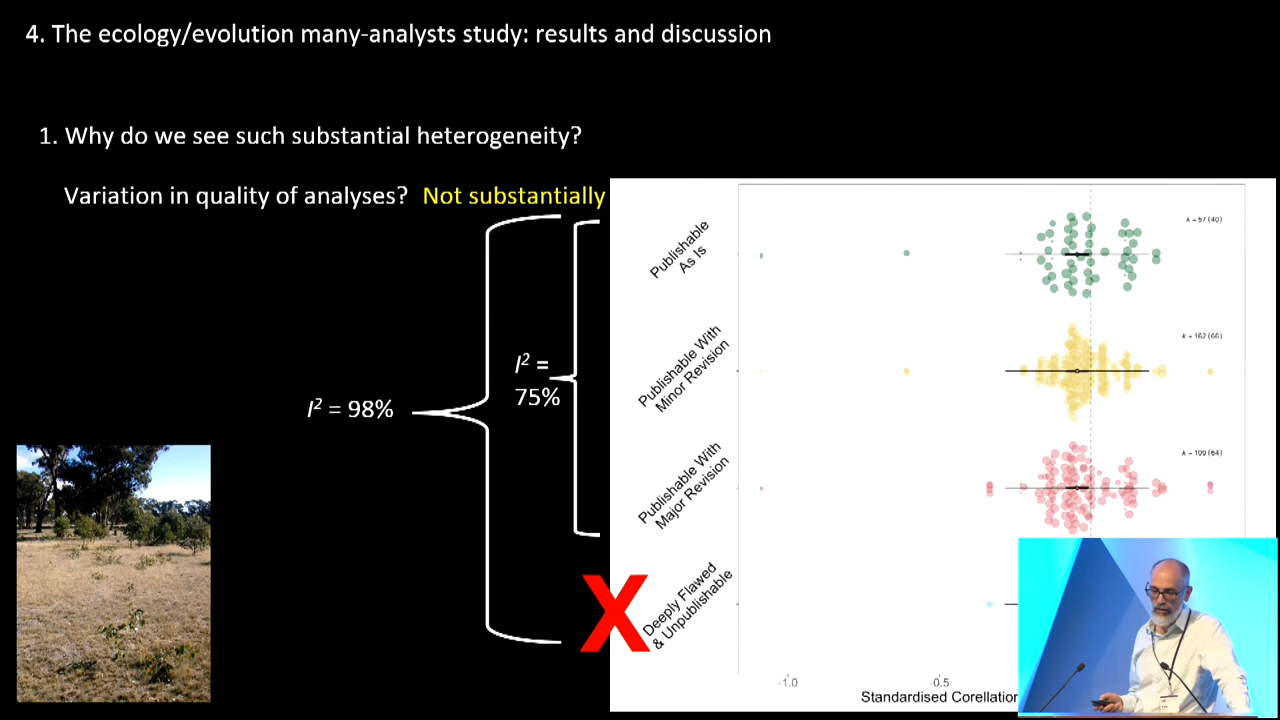 4. The ecology/evolution many-analysts study: results and discussion
1. Why do we see such substantial heterogeneity?
Variation in quality of analyses? Not substantially
I² = 98%
I² =
75%
Publishable
As Is
k = 67 (40)
Publishable With
Minor Revision
k = 162 (66)
Publishable With
Major Revision
k = 109 (64)
X
Deeply Flawed
& Unpublishable
-1.0
-0.5
Standardised Corellation